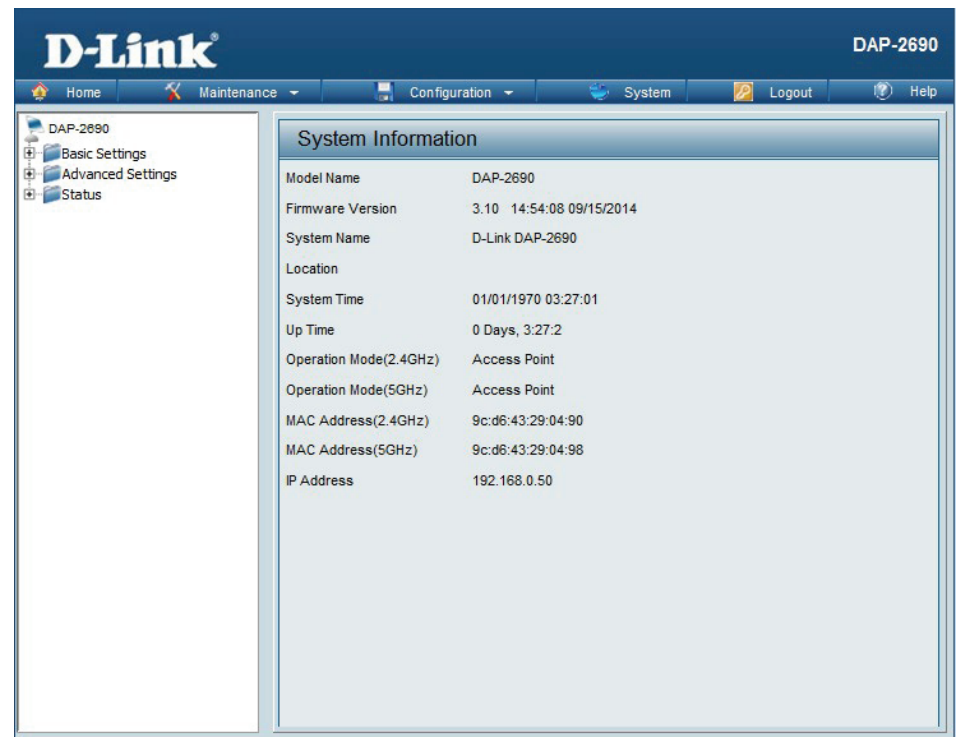 D-Link®
DAP-2690
Home Maintenance Configuration System Logout Help
DAP-2690
Basic Settings
Advanced Settings
Status
System Information
Model Name DAP-2690
Firmware Version 3.10 14:54:08 09/15/2014
System Name D-Link DAP-2690
Location
System Time 01/01/1970 03:27:01
Up Time 0 Days, 3:27:2
Operation Mode(2.4GHz) Access Point
Operation Mode(5GHz) Access Point
MAC Address(2.4GHz) 9c:d6:43:29:04:90
MAC Address(5GHz) 9c:d6:43:29:04:98
IP Address 192.168.0.50